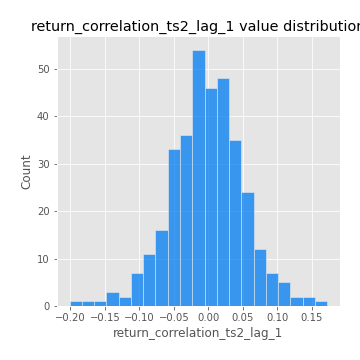 return_correlation_ts2_lag_1 value distribution
50
40
30
20
10
0
Count
−0.20 −0.15 −0.10 −0.05 0.00 0.05 0.10 0.15
return_correlation_ts2_lag_1